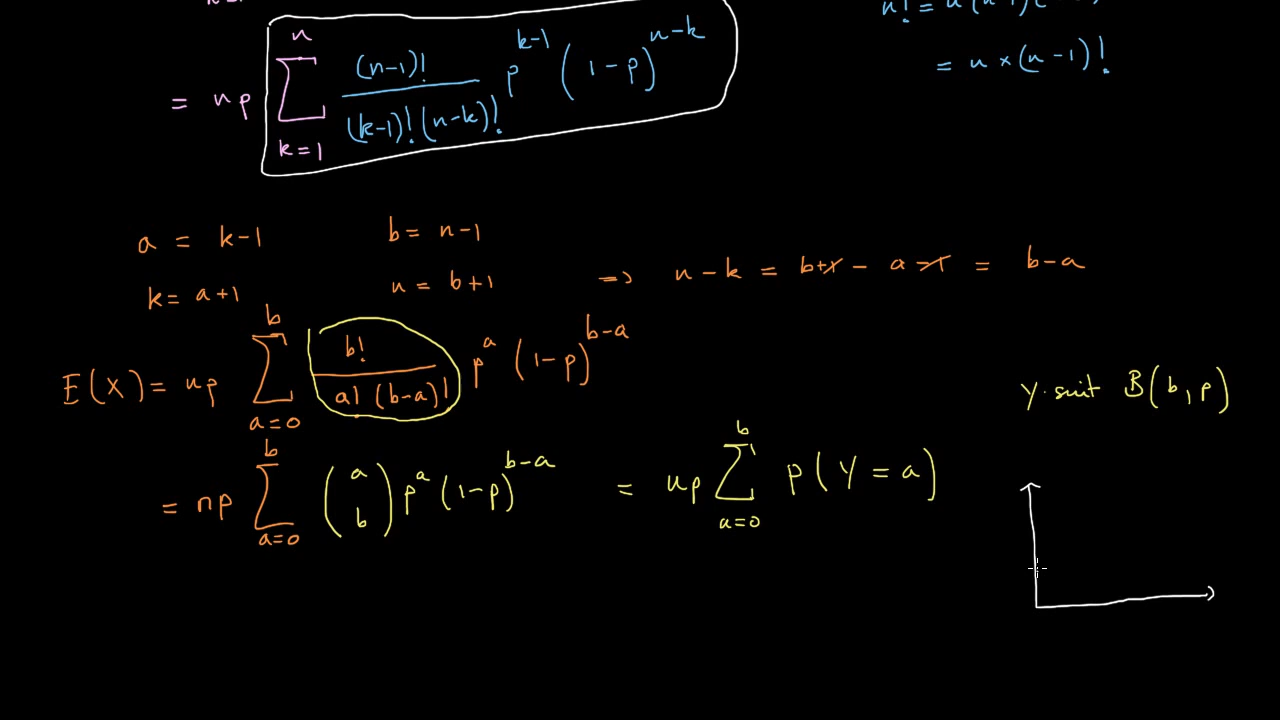 n! = n(n-1)(
= np ∑_{k=1}^{n} (n-1)! / (k-1)!(n-k)! p^{k-1} (1-p)^{n-k}
= n × (n-1)!
a = k-1 b = n-1
k = a+1 n = b+1 => n-k = b+1 - a-1 = b-a
E(X) = np ∑_{a=0}^{b} b! / a!(b-a)! p^a (1-p)^{b-a}
Y suit B(b,p)
= np ∑_{a=0}^{b} (a b) p^a (1-p)^{b-a} = np ∑_{a=0}^{b} p(Y=a)